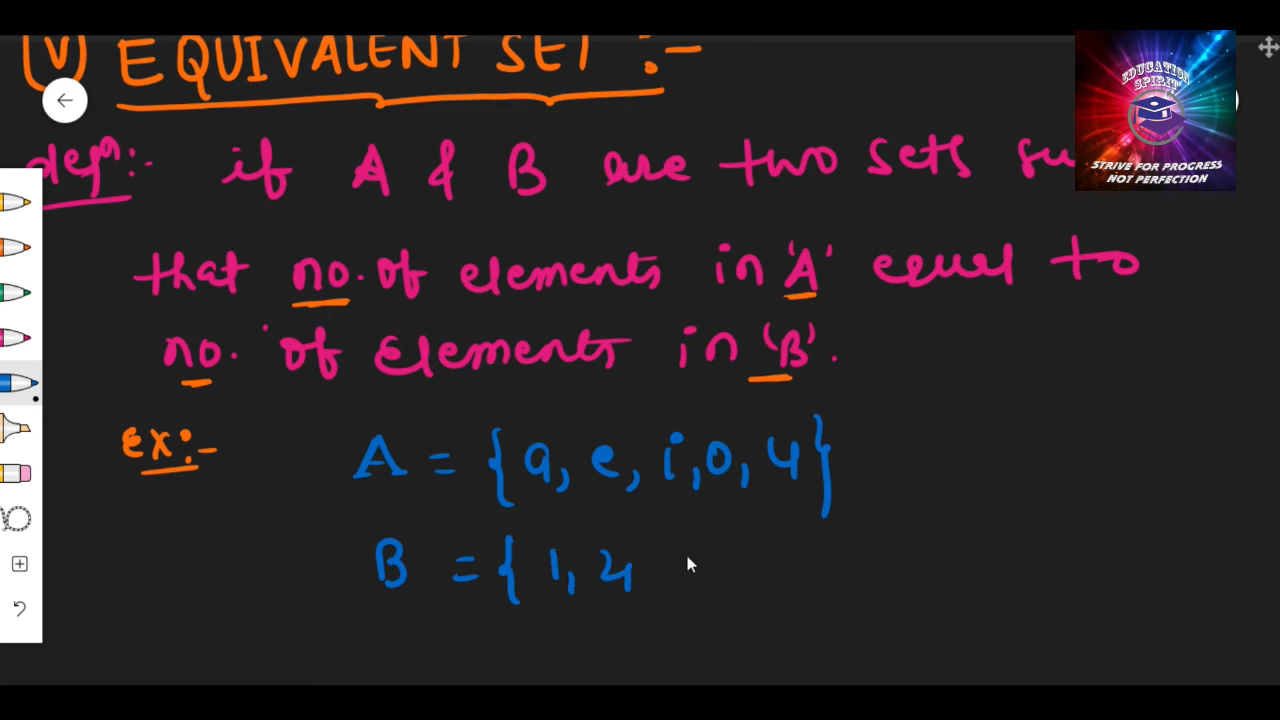 (V) EQUIVALENT SET :-
EDUCATION
SPIRIT
STRIVE FOR PROGRESS
NOT PERFECTION
defn:- if A & B are two sets su
that no. of elements in 'A' equal to
no. of Elements in 'B'.
ex:- A = {a, e, i, o, u}
B = { 1, 2